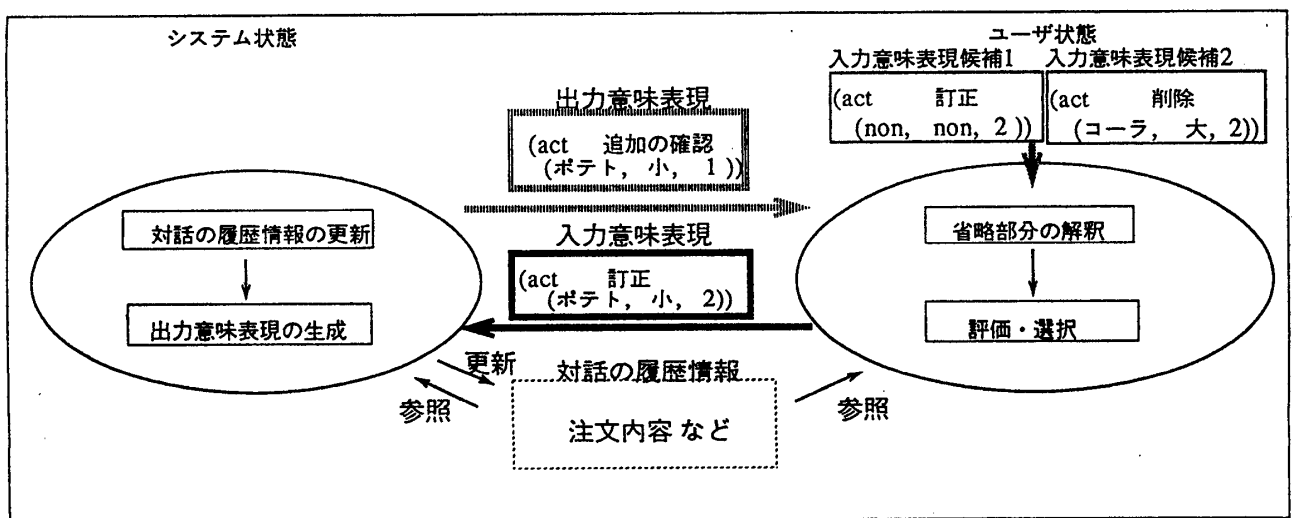 システム状態
ユーザ状態
入力意味表現候補1 入力意味表現候補2
(act 訂正
(non, non, 2 ))
(act 削除
(コーラ, 大, 2))
出力意味表現
(act 追加の確認
(ポテト, 小, 1 ))
対話の履歴情報の更新
出力意味表現の生成
入力意味表現
(act 訂正
(ポテト, 小, 2))
省略部分の解釈
評価・選択
更新
参照
対話の履歴情報
注文内容 など
参照